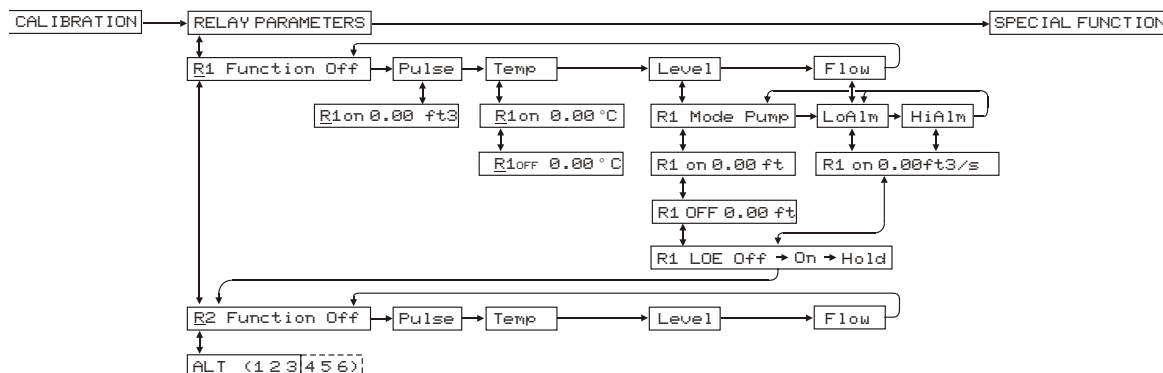 CALIBRATION RELAY PARAMETERS SPECIAL FUNCTION
R1 Function Off Pulse Temp Level Flow
R1on 0.00 ft3 R1on 0.00 °C R1 Mode Pump LoAlm HiAlm
R1OFF 0.00 °C R1 on 0.00 ft R1 on 0.00ft3/s
R1 OFF 0.00 ft
R1 LOE Off On Hold
R2 Function Off Pulse Temp Level Flow
ALT (1 2 3 4 5 6)